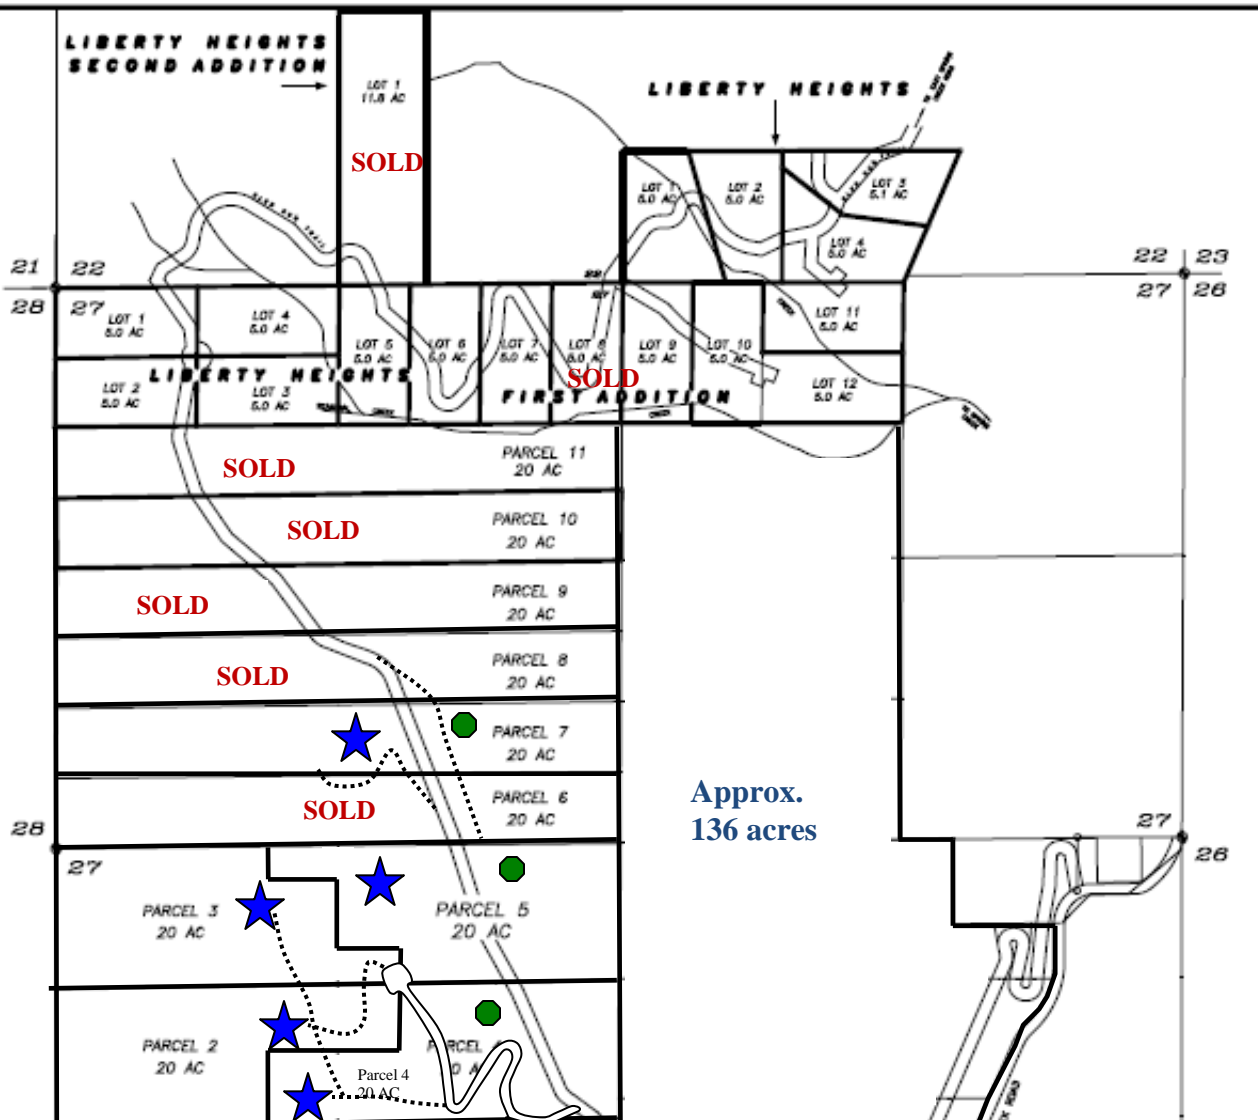 LIBERTY HEIGHTS
SECOND ADDITION
LOT 1
11.8 AC
SOLD
LIBERTY HEIGHTS
LOT 1
5.0 AC
LOT 2
5.0 AC
LOT 3
5.1 AC
LOT 4
5.0 AC
21 22
28 27
22
27
22 23
27 26
LOT 1
5.0 AC
LOT 4
5.0 AC
LOT 2
5.0 AC
LOT 3
5.0 AC
LOT 5
5.0 AC
LOT 6
5.0 AC
LOT 7
5.0 AC
LOT 8
5.0 AC
LOT 9
5.0 AC
LOT 10
5.0 AC
LOT 11
5.0 AC
LOT 12
5.0 AC
CREEK
LIBERTY HEIGHTS
SOLD
FIRST ADDITION
CREEK
CREEK
SOLD
PARCEL 11
20 AC
SOLD
PARCEL 10
20 AC
SOLD
PARCEL 9
20 AC
SOLD
PARCEL 8
20 AC
PARCEL 7
20 AC
SOLD
PARCEL 6
20 AC
Approx.
136 acres
28
27
27
26
PARCEL 3
20 AC
PARCEL 5
20 AC
PARCEL 2
20 AC
Parcel 4
20 AC
ROAD